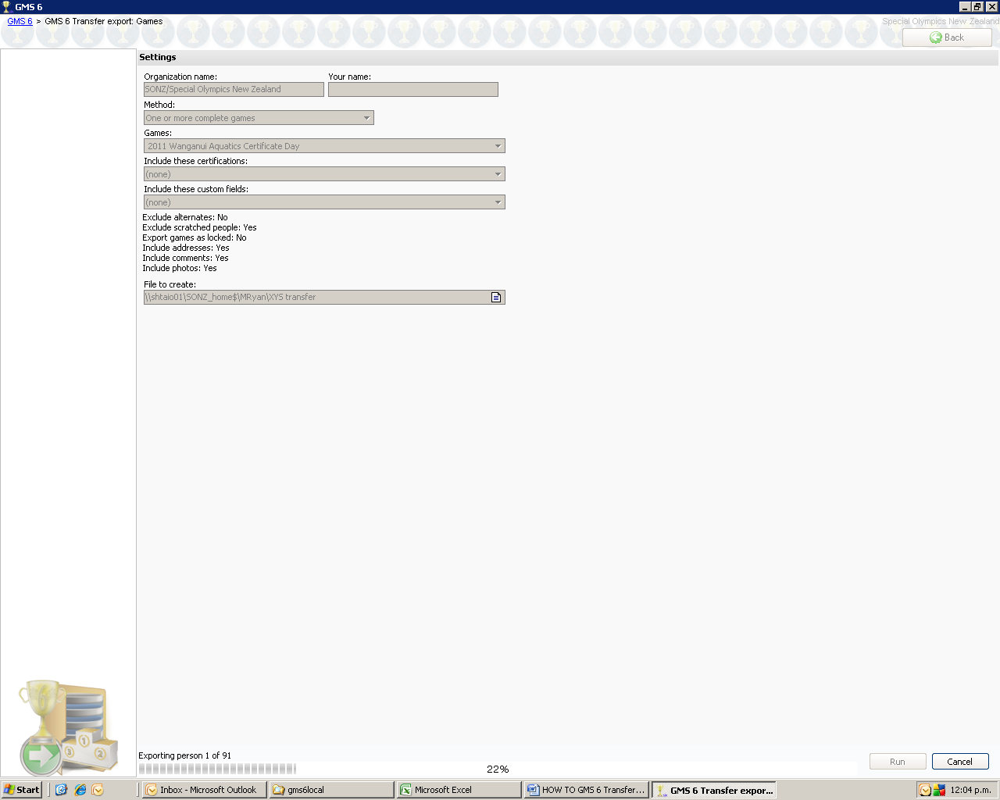 GMS 6
GMS 6 > GMS 6 Transfer export: Games
Special Olympics New Zealand
Back
Settings
Organization name: Your name:
SONZ/Special Olympics New Zealand
Method:
One or more complete games
Games:
2011 Wanganui Aquatics Certificate Day
Include these certifications:
(none)
Include these custom fields:
(none)
Exclude alternates: No
Exclude scratched people: Yes
Export games as locked: No
Include addresses: Yes
Include comments: Yes
Include photos: Yes
File to create:
\\shtaio01\SONZ_home$\MRyan\XYS transfer
1
2
3
Exporting person 1 of 91
22%
Run Cancel
Start Inbox - Microsoft Outlook gms6local Microsoft Excel HOW TO GMS 6 Transfer... GMS 6 Transfer expor... 12:04 p.m.